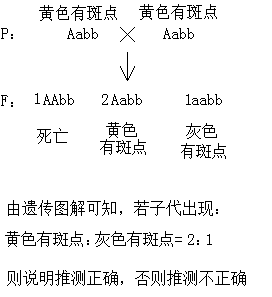 黄色有斑点 黄色有斑点
P: Aabb Aabb
F: 1AAbb 2Aabb 1aabb
死亡 黄色有斑点 灰色有斑点
由遗传图解可知，若子代出现：
黄色有斑点：灰色有斑点=2：1
则说明推测正确，否则推测不正确